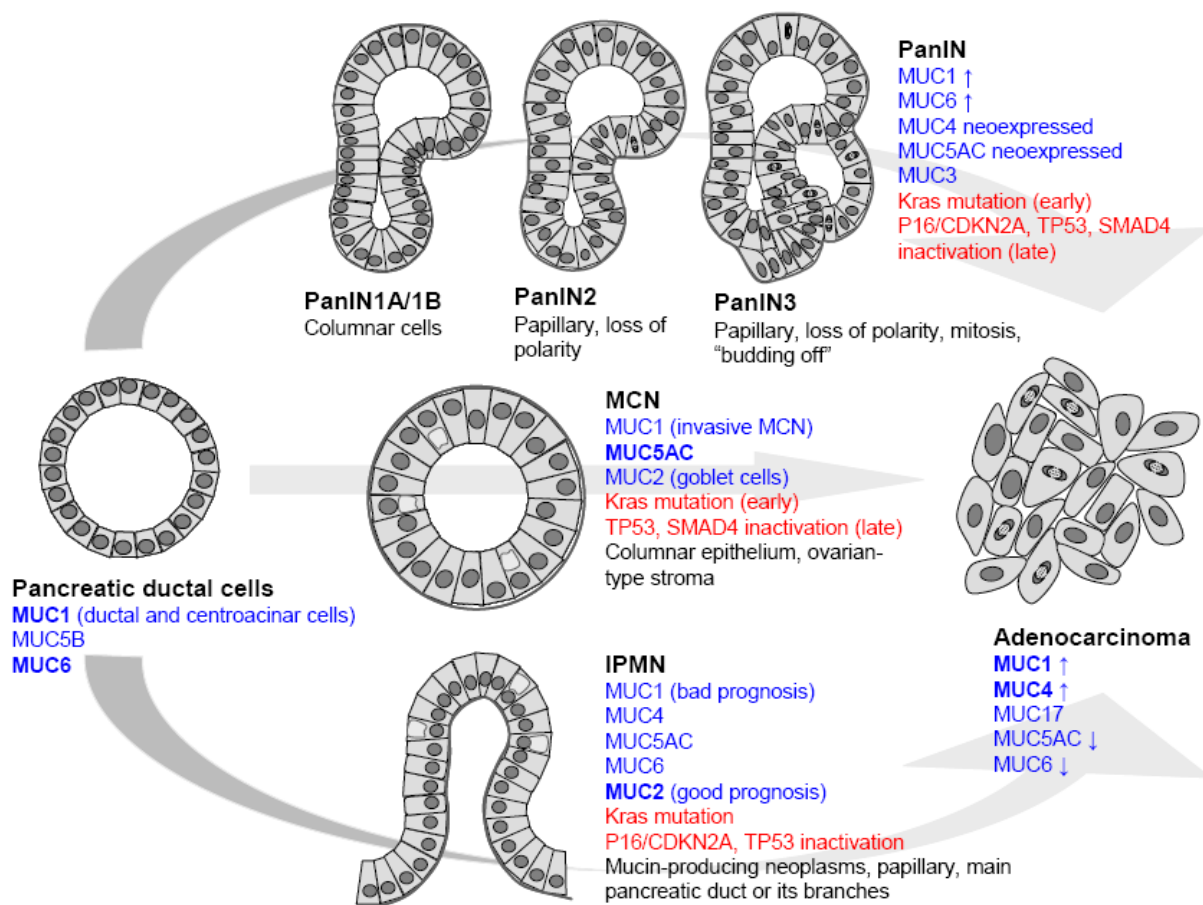 PanIN
MUC1 ↑
MUC6 ↑
MUC4 neoexpressed
MUC5AC neoexpressed
MUC3
Kras mutation (early)
P16/CDKN2A, TP53, SMAD4
inactivation (late)
PanIN1A/1B
Columnar cells
PanIN2
Papillary, loss of
polarity
PanIN3
Papillary, loss of polarity, mitosis,
“budding off”
MCN
MUC1 (invasive MCN)
MUC5AC
MUC2 (goblet cells)
Kras mutation (early)
TP53, SMAD4 inactivation (late)
Columnar epithelium, ovarian-
type stroma
Pancreatic ductal cells
MUC1 (ductal and centroacinar cells)
MUC5B
MUC6
IPMN
MUC1 (bad prognosis)
MUC4
MUC5AC
MUC6
MUC2 (good prognosis)
Kras mutation
P16/CDKN2A, TP53 inactivation
Mucin-producing neoplasms, papillary, main
pancreatic duct or its branches
Adenocarcinoma
MUC1 ↑
MUC4 ↑
MUC17
MUC5AC ↓
MUC6 ↓